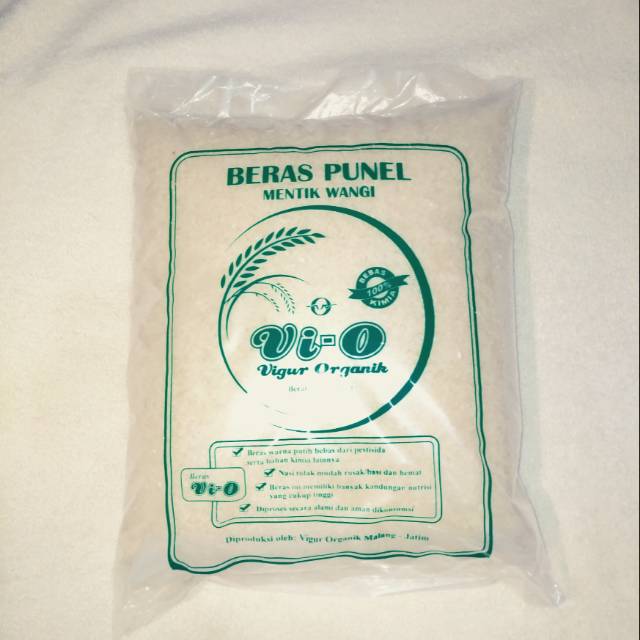 BERAS PUNEL
MENTIK WANGI
BEBAS
100%
KIMIA
Vi-O
Vigur Organik
Beras warna putih bebas dari pestisida
serta bahan kimia lainnya
Nasi tidak mudah rusak/basi dan hemat
Beras ini memiliki banyak kandungan nutrisi
yang cukup tinggi
Diproses secara alami dan aman dikonsumsi
Beras
Vi-O
Diproduksi oleh: Vigur Organik Malang - Jatim